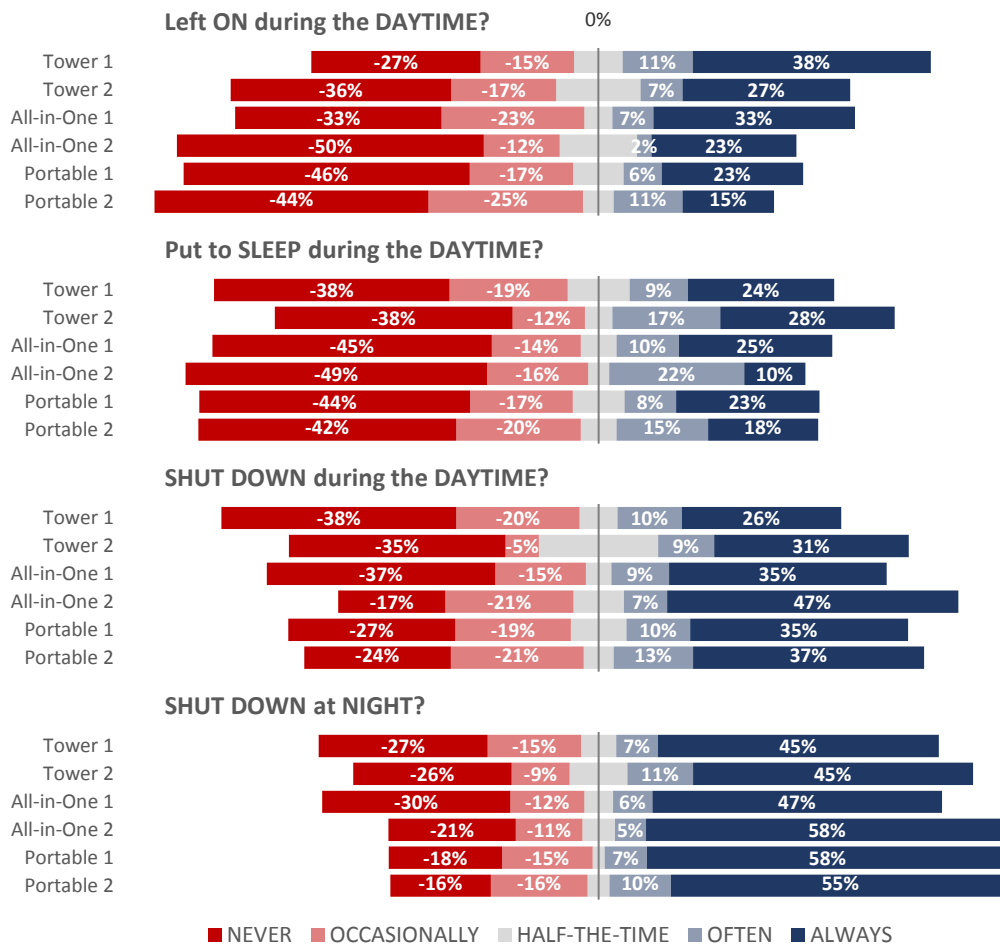 Left ON during the DAYTIME? 0%
Tower 1 -27% -15% 11% 38%
Tower 2 -36% -17% 7% 27%
All-in-One 1 -33% -23% 7% 33%
All-in-One 2 -50% -12% 2% 23%
Portable 1 -46% -17% 6% 23%
Portable 2 -44% -25% 11% 15%
Put to SLEEP during the DAYTIME?
Tower 1 -38% -19% 9% 24%
Tower 2 -38% -12% 17% 28%
All-in-One 1 -45% -14% 10% 25%
All-in-One 2 -49% -16% 22% 10%
Portable 1 -44% -17% 8% 23%
Portable 2 -42% -20% 15% 18%
SHUT DOWN during the DAYTIME?
Tower 1 -38% -20% 10% 26%
Tower 2 -35% -5% 9% 31%
All-in-One 1 -37% -15% 9% 35%
All-in-One 2 -17% -21% 7% 47%
Portable 1 -27% -19% 10% 35%
Portable 2 -24% -21% 13% 37%
SHUT DOWN at NIGHT?
Tower 1 -27% -15% 7% 45%
Tower 2 -26% -9% 11% 45%
All-in-One 1 -30% -12% 6% 47%
All-in-One 2 -21% -11% 5% 58%
Portable 1 -18% -15% 7% 58%
Portable 2 -16% -16% 10% 55%
NEVER OCCASIONALLY HALF-THE-TIME OFTEN ALWAYS